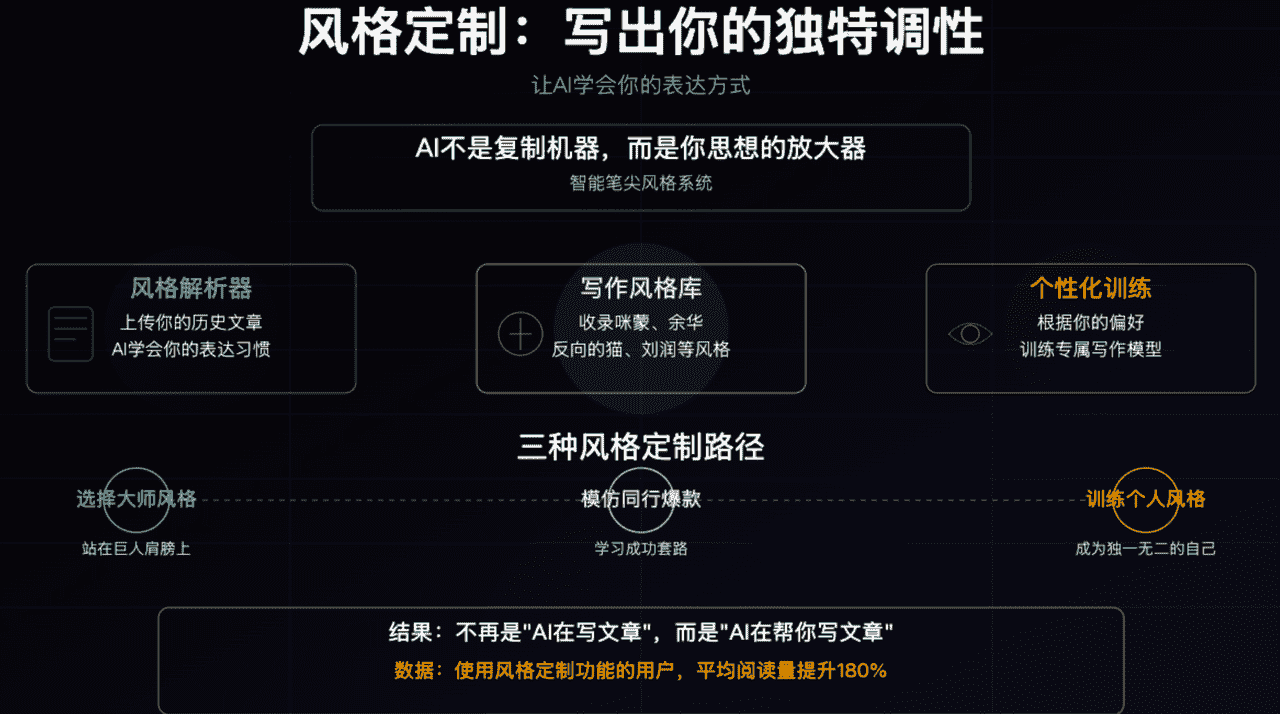 风格定制：写出你的独特调性
让AI学会你的表达方式
AI不是复制机器，而是你思想的放大器
智能笔尖风格系统
风格解析器
上传你的历史文章
AI学会你的表达习惯
写作风格库
收录咪蒙、余华
反向的猫、刘润等风格
个性化训练
根据你的偏好
训练专属写作模型
三种风格定制路径
选择大师风格
站在巨人肩膀上
模仿同行爆款
学习成功套路
训练个人风格
成为独一无二的自己
结果：不再是"AI在写文章"，而是"AI在帮你写文章"
数据：使用风格定制功能的用户，平均阅读量提升180%